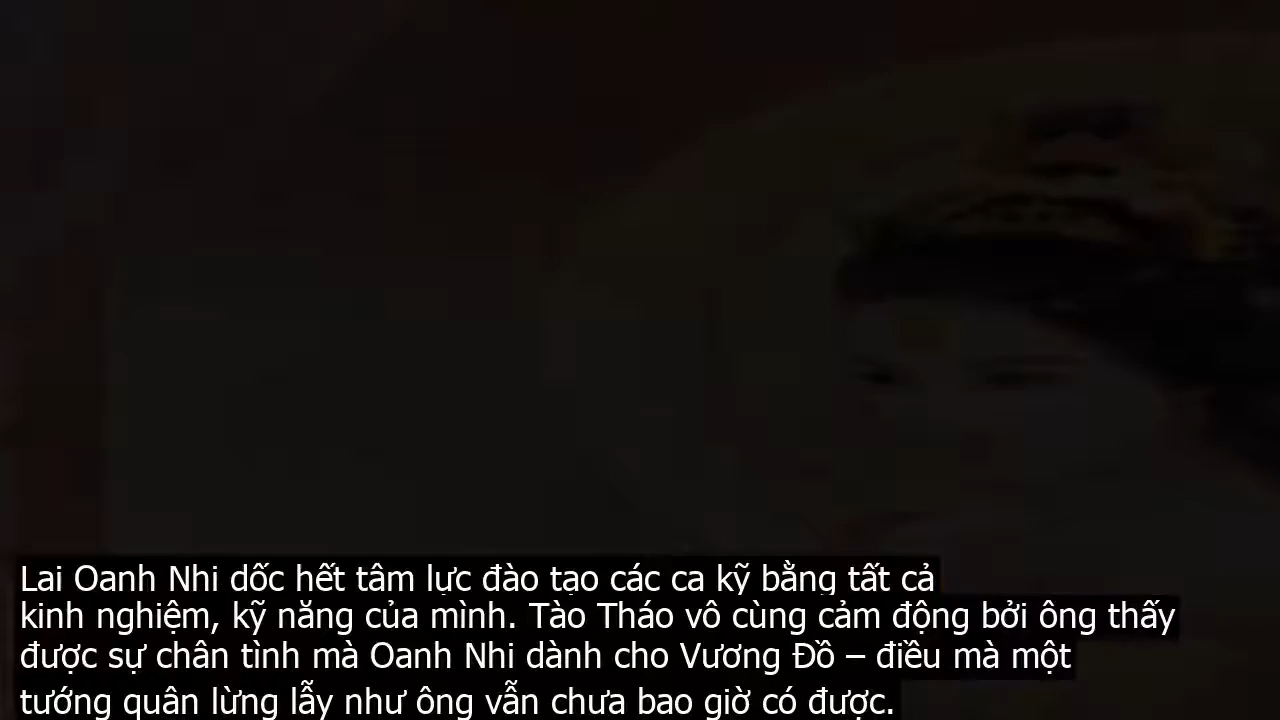 Lai Oanh Nhi dốc hết tâm lực đào tạo các ca kỹ bằng tất cả
kinh nghiệm, kỹ năng của mình. Tào Tháo vô cùng cảm động bởi ông thấy
được sự chân tình mà Oanh Nhi dành cho Vương Đồ – điều mà một
tướng quân lừng lẫy như ông vẫn chưa bao giờ có được.